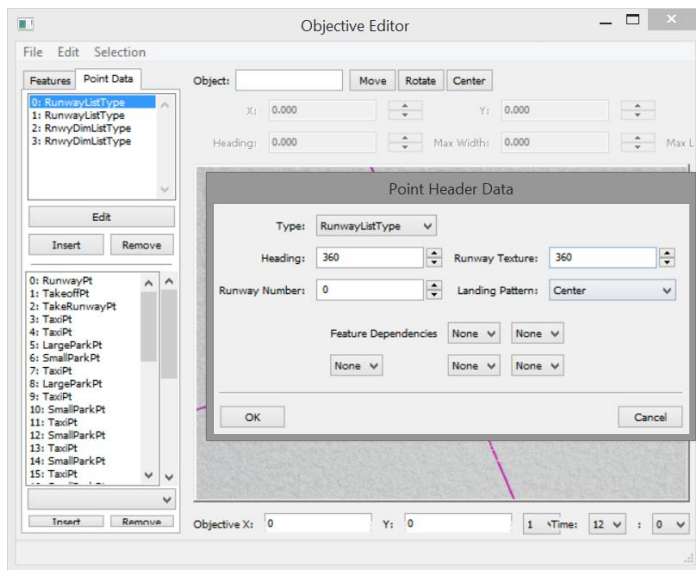 Objective Editor
File Edit Selection
Features Point Data
Object: Move Rotate Center
0: RunwayListType
1: RunwayListType
2: RnwyDimListType
3: RnwyDimListType
X: 0.000 Y: 0.000
Heading: 0.000 Max Width: 0.000 Max L
Edit
Insert Remove
Point Header Data
Type: RunwayListType
Heading: 360 Runway Texture: 360
Runway Number: 0 Landing Pattern: Center
Feature Dependencies None None
None None None
OK Cancel
0: RunwayPt
1: TakeoffPt
2: TakeRunwayPt
3: TaxiPt
4: TaxiPt
5: LargeParkPt
6: SmallParkPt
7: TaxiPt
8: LargeParkPt
9: TaxiPt
10: SmallParkPt
11: TaxiPt
12: SmallParkPt
13: TaxiPt
14: SmallParkPt
15: TaxiPt
Insert Remove
Objective X: 0 Y: 0 1 Time: 12 : 0